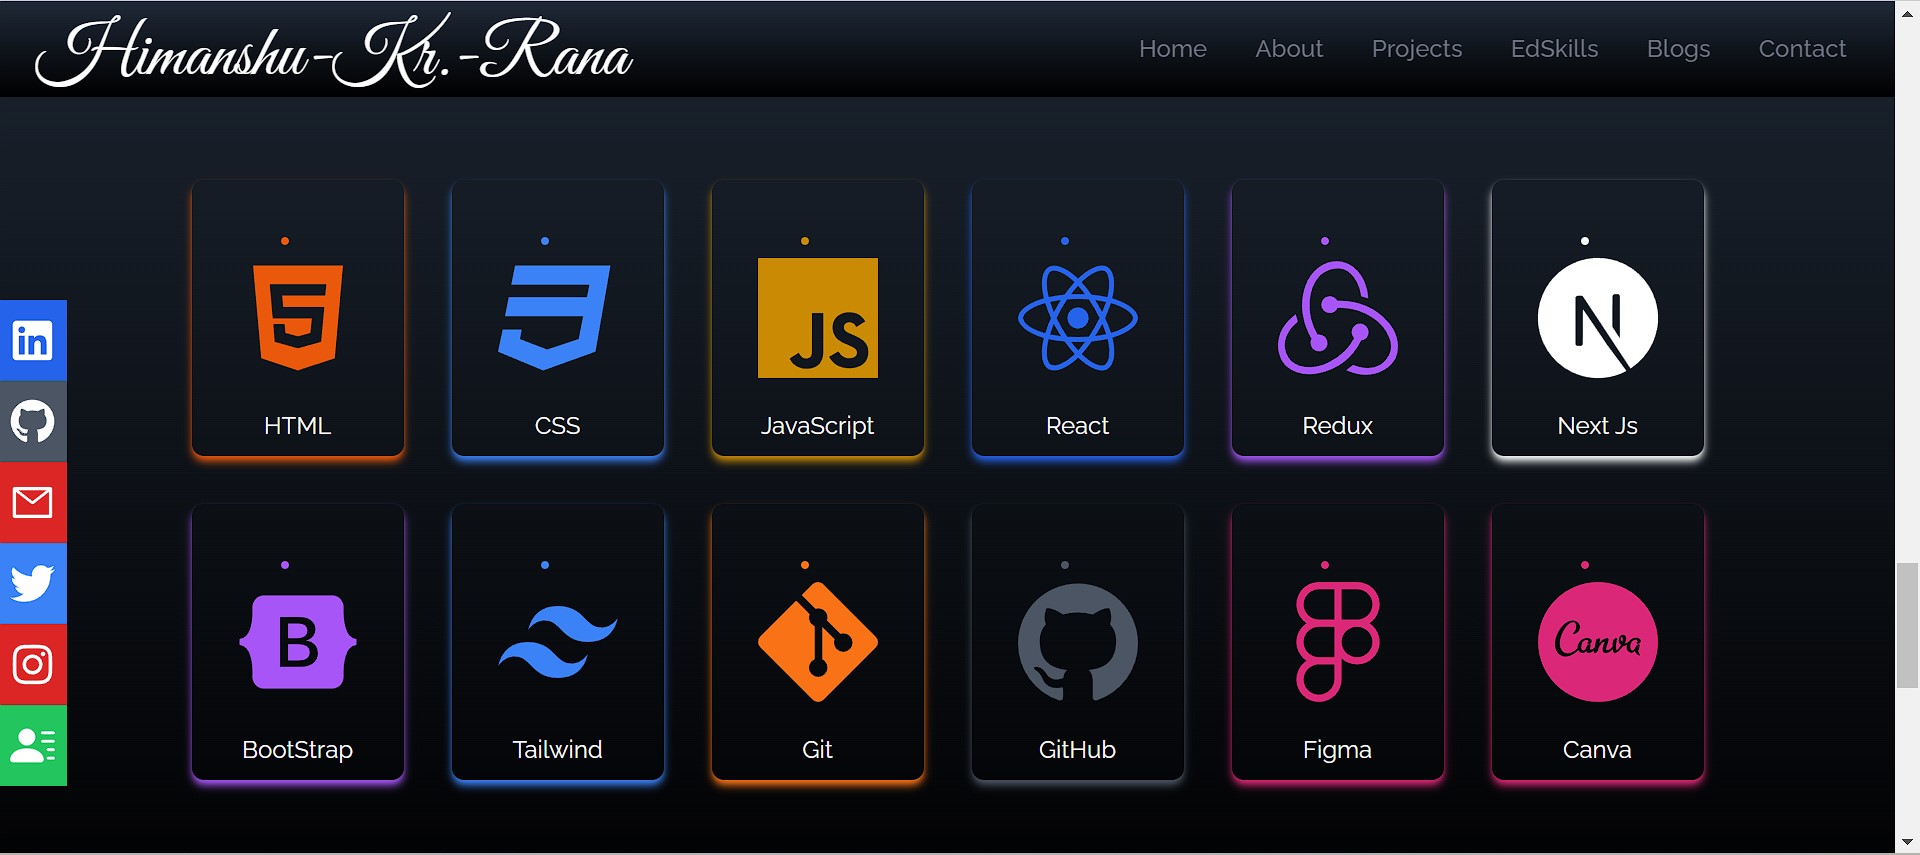 Himanshu-Kr.-Rana
Home About Projects EdSkills Blogs Contact
in
5
JS
N
HTML CSS JavaScript React Redux Next Js
B
Canva
BootStrap Tailwind Git GitHub Figma Canva